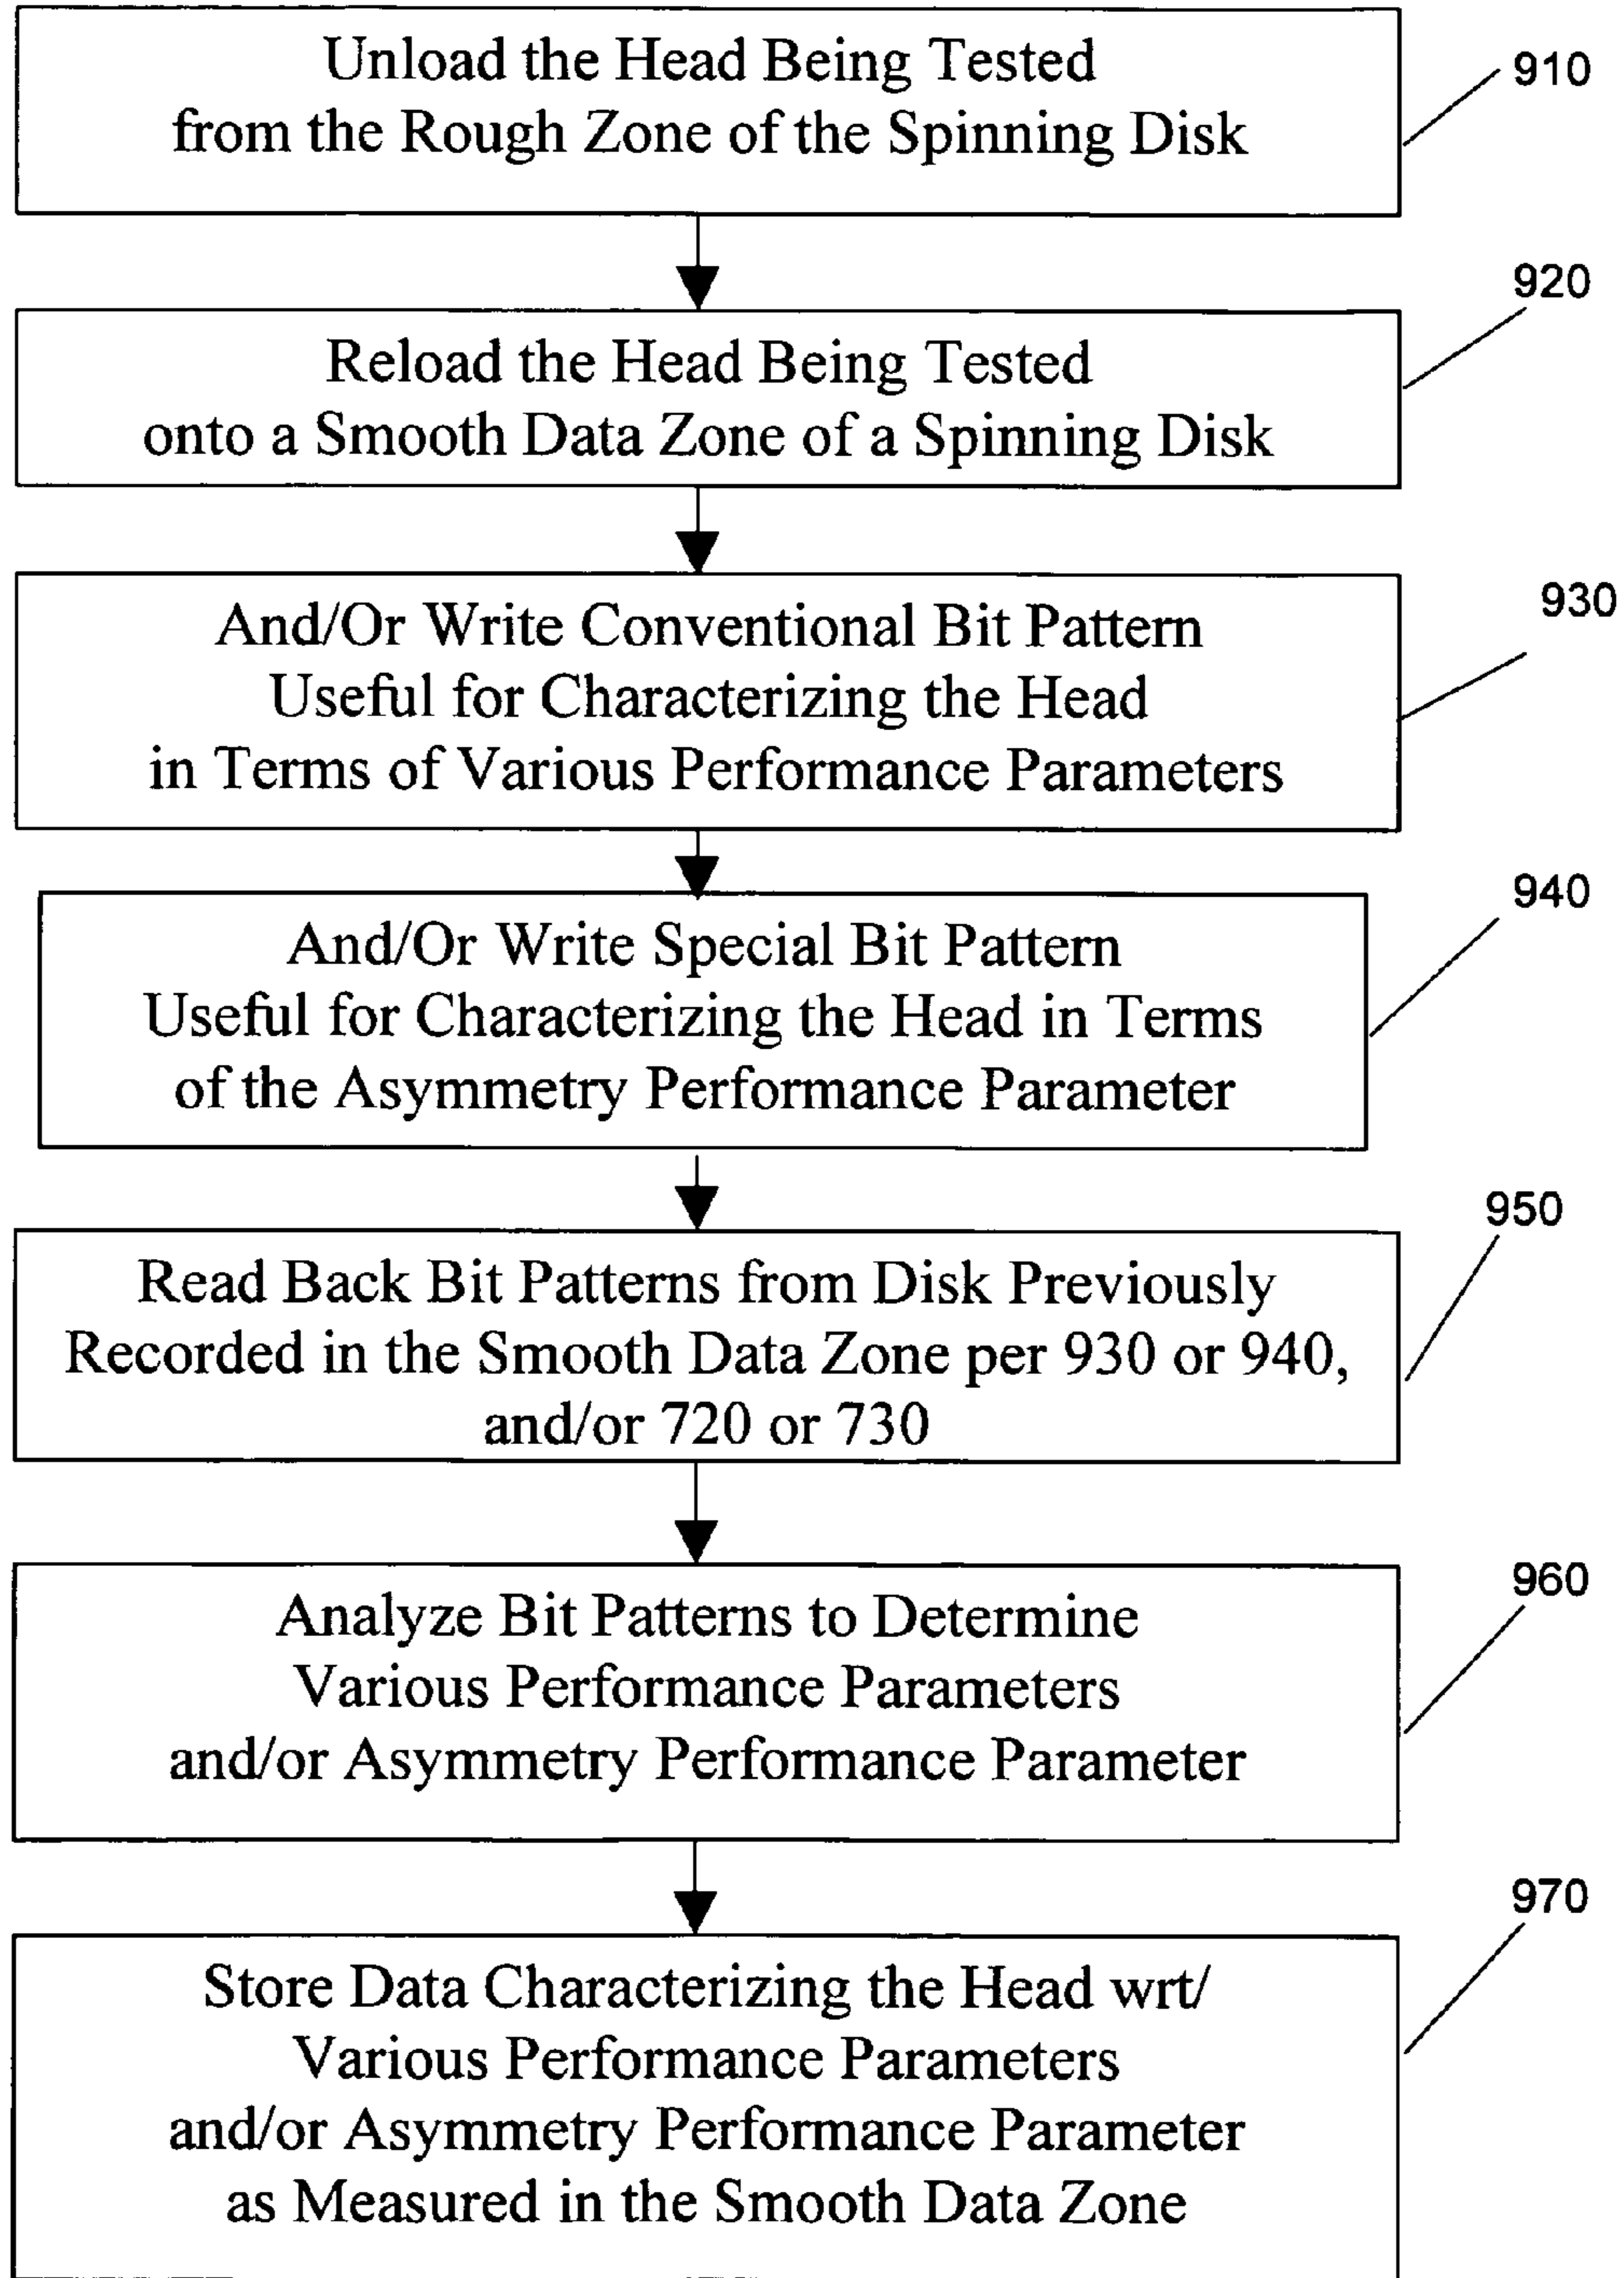 Unload the Head Being Tested
from the Rough Zone of the Spinning Disk
910
Reload the Head Being Tested
onto a Smooth Data Zone of a Spinning Disk
920
And/Or Write Conventional Bit Pattern
Useful for Characterizing the Head
in Terms of Various Performance Parameters
930
And/Or Write Special Bit Pattern
Useful for Characterizing the Head in Terms
of the Asymmetry Performance Parameter
940
Read Back Bit Patterns from Disk Previously
Recorded in the Smooth Data Zone per 930 or 940,
and/or 720 or 730
950
Analyze Bit Patterns to Determine
Various Performance Parameters
and/or Asymmetry Performance Parameter
960
Store Data Characterizing the Head wrt/
Various Performance Parameters
and/or Asymmetry Performance Parameter
as Measured in the Smooth Data Zone
970